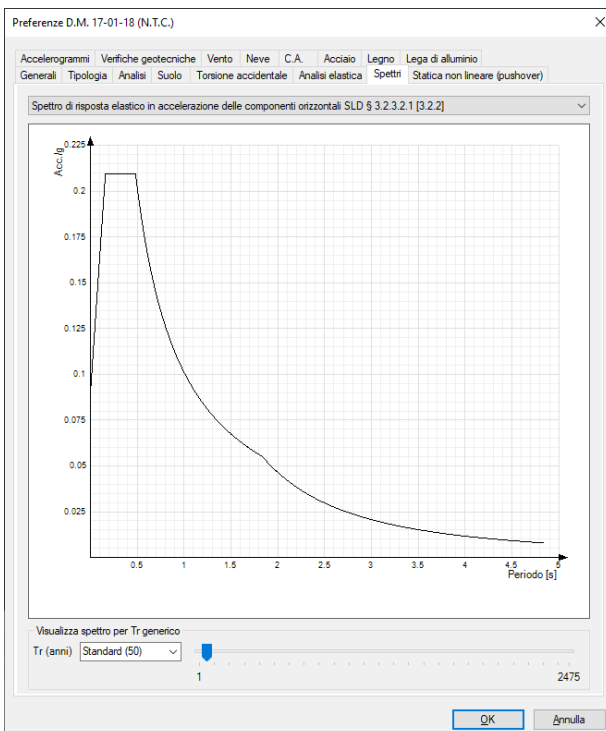 Preferenze D.M. 17-01-18 (N.T.C.)
Accelerogrammi Verifiche geotecniche Vento Neve C.A. Acciaio Legno Lega di alluminio
Generali Tipologia Analisi Suolo Torsione accidentale Analisi elastica Spettri Statica non lineare (pushover)
Spettro di risposta elastico in accelerazione delle componenti orizzontali SLD § 3.2.3.2.1 [3.2.2]
Acc./g
0.225
0.2
0.175
0.15
0.125
0.1
0.075
0.05
0.025
0.5 1 1.5 2 2.5 3 3.5 4 4.5 5
Periodo [s]
Visualizza spettro per Tr generico
Tr (anni) Standard (50)
1 2475
OK Annulla